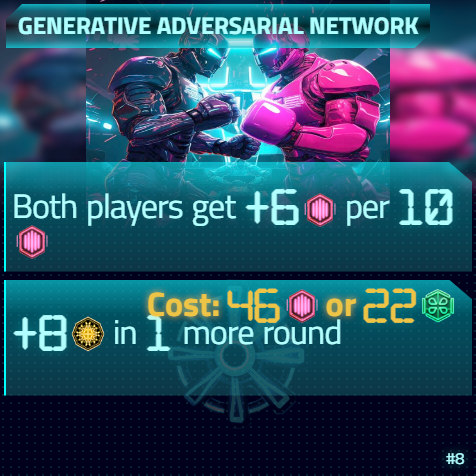 GENERATIVE ADVERSARIAL NETWORK
Both players get +6 per 10
Cost: 46 or 22
+8 in 1 more round
#8